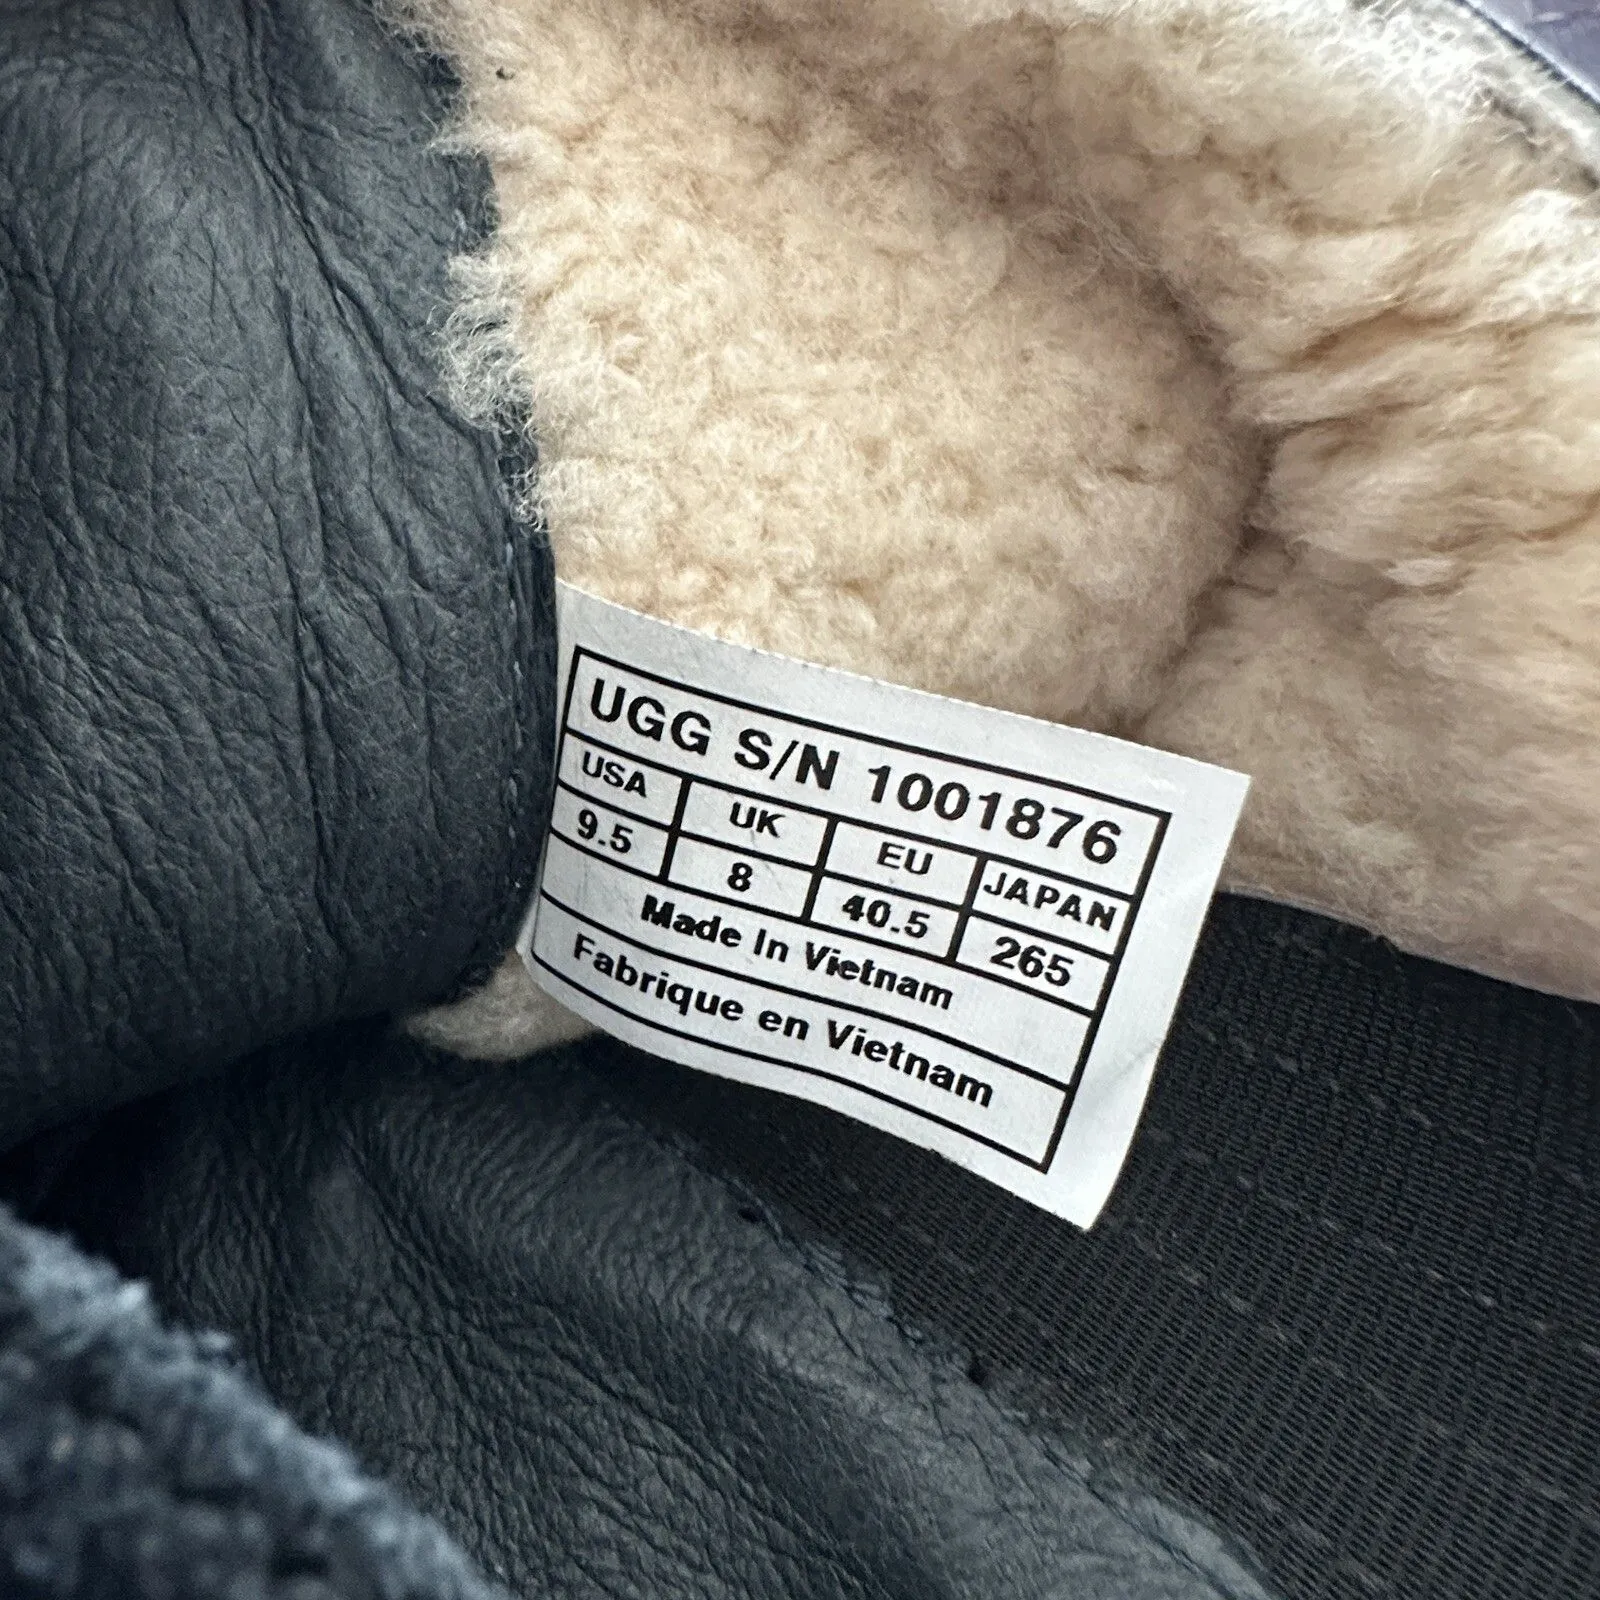 UGG S/N 1001876
USA UK EU JAPAN
9.5 8 40.5 265
Made In Vietnam
Fabrique en Vietnam